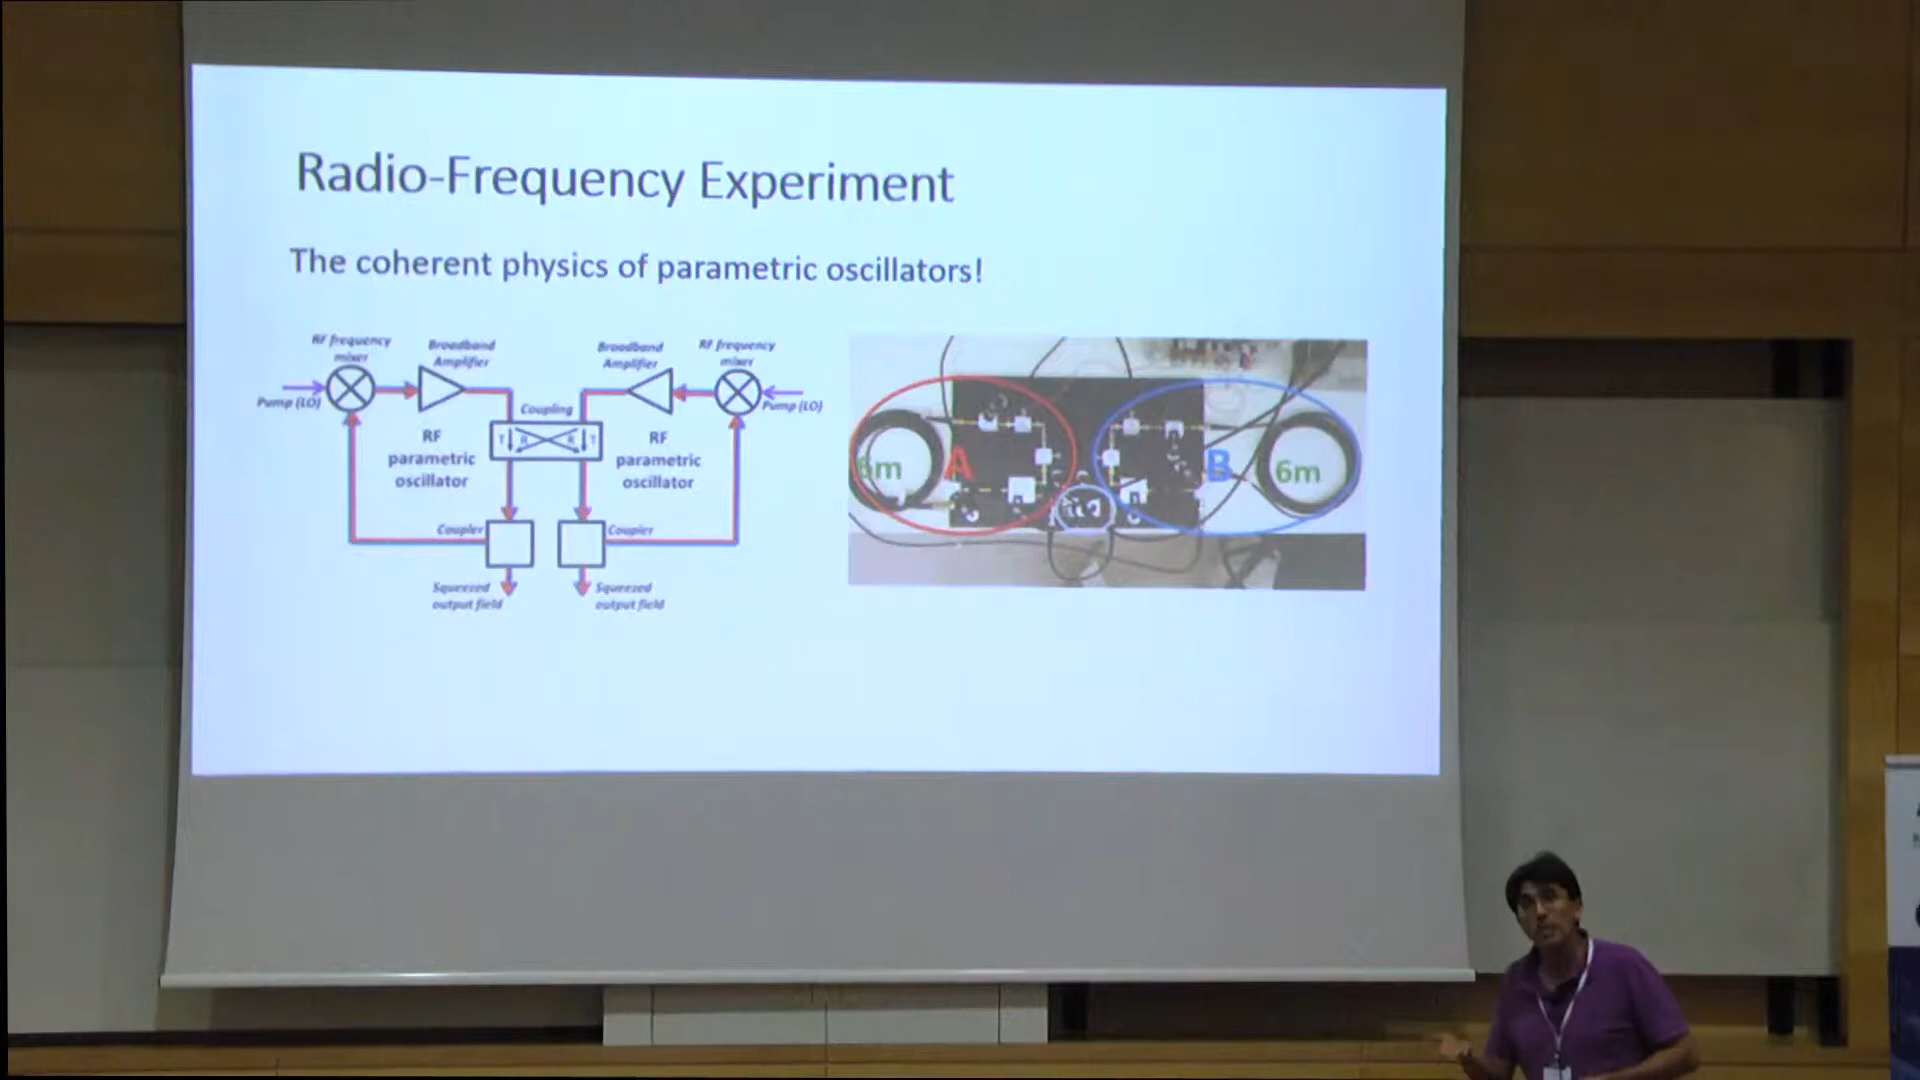 Radio-Frequency Experiment
The coherent physics of parametric oscillators!
RF frequency
mixer
Broadband
Amplifier
Broadband
Amplifier
RF frequency
mixer
Pump (LO)
Coupling
Pump (LO)
T R R T
RF
parametric
oscillator
RF
parametric
oscillator
Coupler
Coupler
Squeezed
output field
Squeezed
output field
6m
A
B
6m